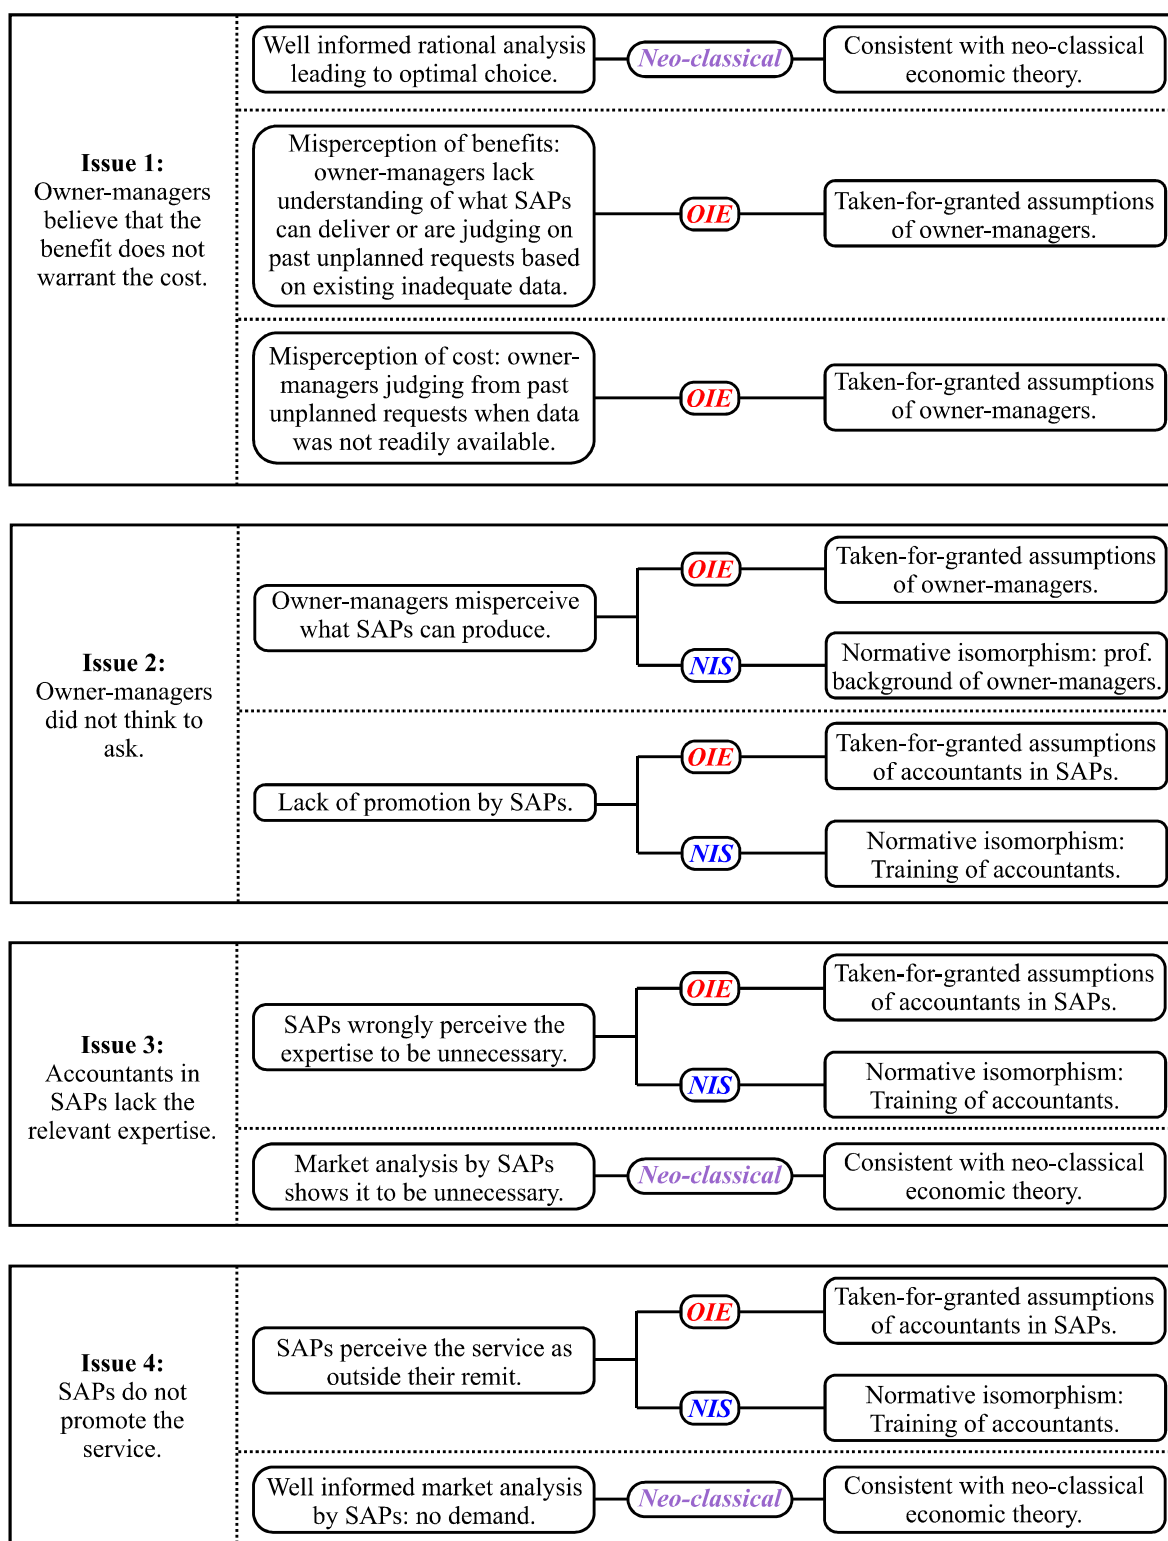 Issue 1:
Owner-managers
believe that the
benefit does not
warrant the cost.
Well informed rational analysis
leading to optimal choice.
Neo-classical
Consistent with neo-classical
economic theory.
Misperception of benefits:
owner-managers lack
understanding of what SAPs
can deliver or are judging on
past unplanned requests based
on existing inadequate data.
OIE
Taken-for-granted assumptions
of owner-managers.
Misperception of cost: owner-
managers judging from past
unplanned requests when data
was not readily available.
OIE
Taken-for-granted assumptions
of owner-managers.
Issue 2:
Owner-managers
did not think to
ask.
Owner-managers misperceive
what SAPs can produce.
OIE
Taken-for-granted assumptions
of owner-managers.
NIS
Normative isomorphism: prof.
background of owner-managers.
Lack of promotion by SAPs.
OIE
Taken-for-granted assumptions
of accountants in SAPs.
NIS
Normative isomorphism:
Training of accountants.
Issue 3:
Accountants in
SAPs lack the
relevant expertise.
SAPs wrongly perceive the
expertise to be unnecessary.
OIE
Taken-for-granted assumptions
of accountants in SAPs.
NIS
Normative isomorphism:
Training of accountants.
Market analysis by SAPs
shows it to be unnecessary.
Neo-classical
Consistent with neo-classical
economic theory.
Issue 4:
SAPs do not
promote the
service.
SAPs perceive the service as
outside their remit.
OIE
Taken-for-granted assumptions
of accountants in SAPs.
NIS
Normative isomorphism:
Training of accountants.
Well informed market analysis
by SAPs: no demand.
Neo-classical
Consistent with neo-classical
economic theory.